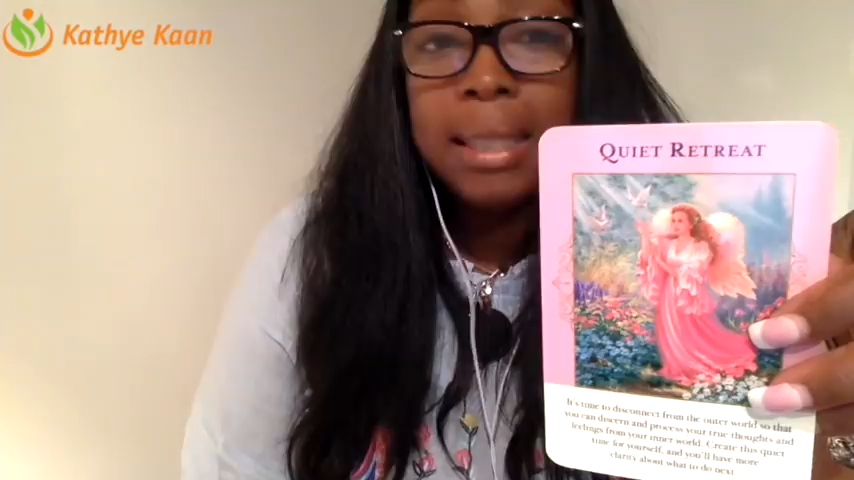 Kathye Kaan
QUIET RETREAT
It's time to disconnect from the outer world so that
you can discern and process your true thoughts and
feelings from your inner world. Create this quiet
time for yourself, and you'll have more
clarity about what to do next.